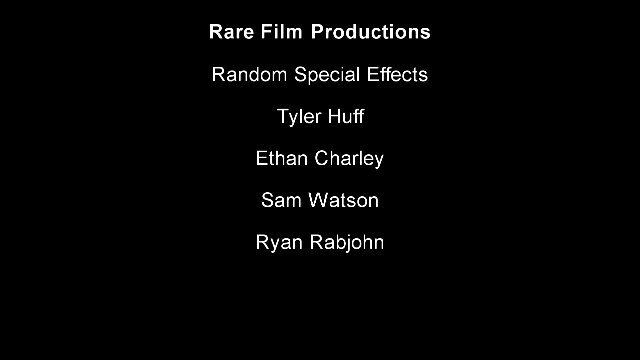 Rare Film Productions
Random Special Effects
Tyler Huff
Ethan Charley
Sam Watson
Ryan Rabjohn